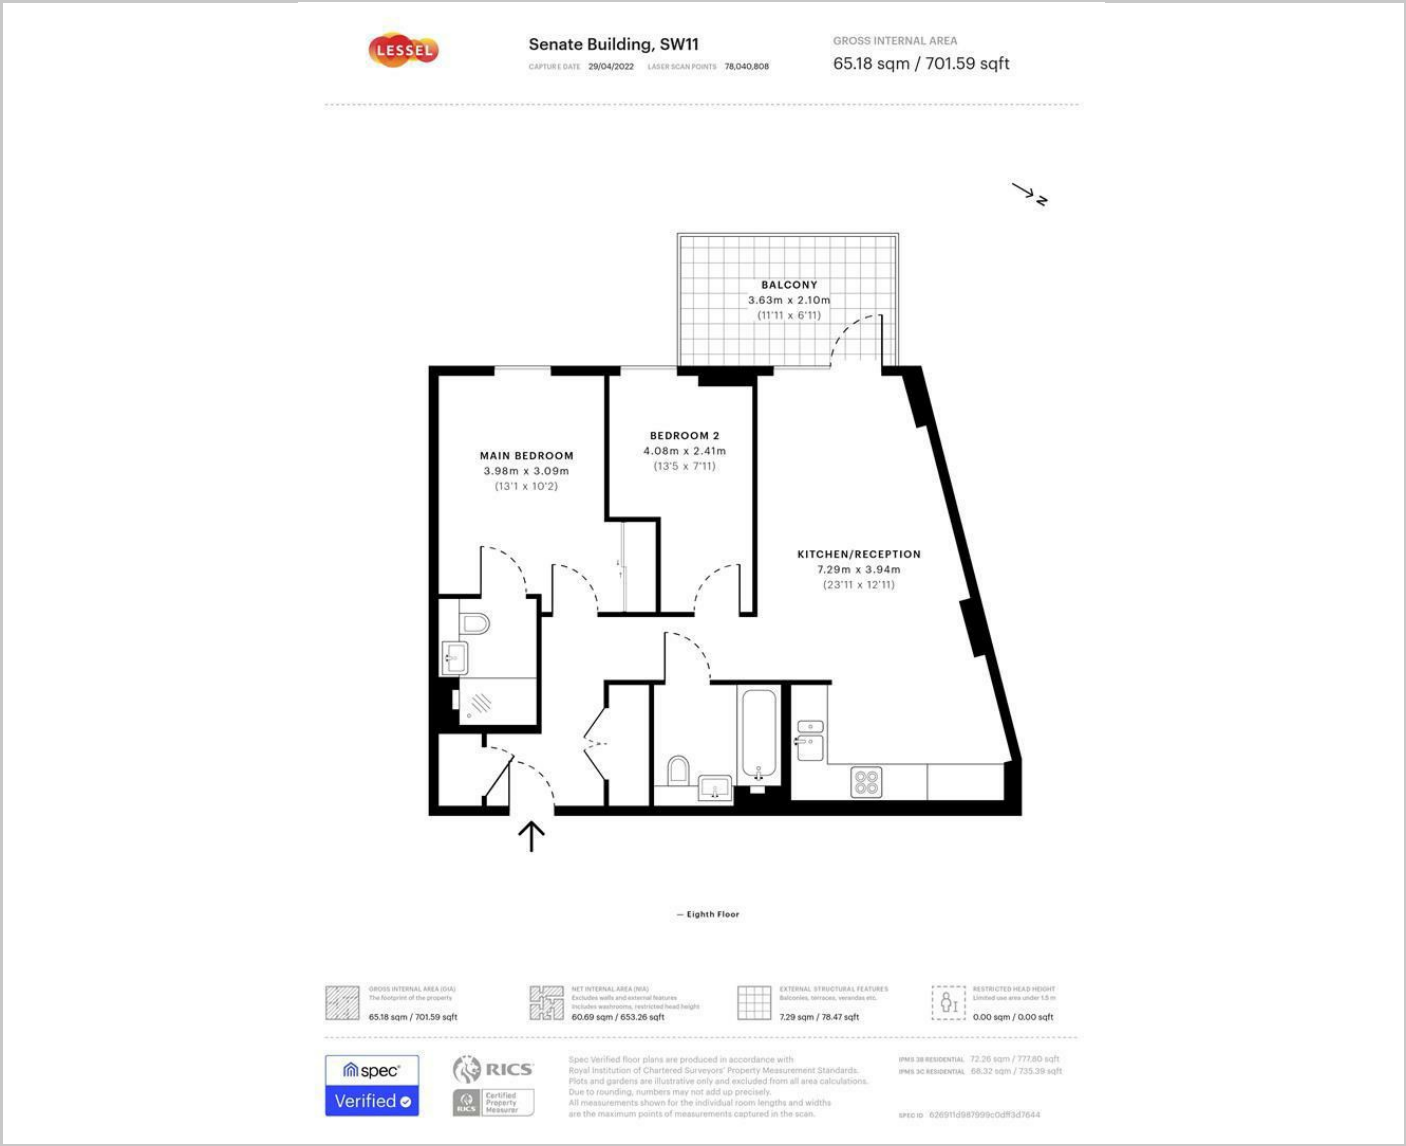 LESSEL
Senate Building, SW11
CAPTURE DATE 29/04/2022 LASER SCAN POINTS 78,040,808
GROSS INTERNAL AREA
65.18 sqm / 701.59 sqft
N
BALCONY
3.63m x 2.10m
(11'11 x 6'11)
BEDROOM 2
4.08m x 2.41m
(13'5 x 7'11)
MAIN BEDROOM
3.98m x 3.09m
(13'1 x 10'2)
KITCHEN/RECEPTION
7.29m x 3.94m
(23'11 x 12'11)
— Eighth Floor
GROSS INTERNAL AREA (GIA)
The footprint of the property
65.18 sqm / 701.59 sqft
NET INTERNAL AREA (NIA)
Excludes walls and external features
Includes washrooms, restricted head height
60.69 sqm / 653.26 sqft
EXTERNAL STRUCTURAL FEATURES
Balconies, terraces, verandas etc.
7.29 sqm / 78.47 sqft
RESTRICTED HEAD HEIGHT
Limited use area under 1.5 m
0.00 sqm / 0.00 sqft
spec
Verified
RICS
RICS
Certified
Property
Measurer
Spec Verified floor plans are produced in accordance with
Royal Institution of Chartered Surveyors' Property Measurement Standards.
Plots and gardens are illustrative only and excluded from all area calculations.
Due to rounding, numbers may not add up precisely.
All measurements shown for the individual room lengths and widths
are the maximum points of measurements captured in the scan.
IPMS 3B RESIDENTIAL 72.26 sqm / 777.80 sqft
IPMS 3C RESIDENTIAL 68.32 sqm / 735.39 sqft
SPEC ID 626911d987999c0dff3d7644